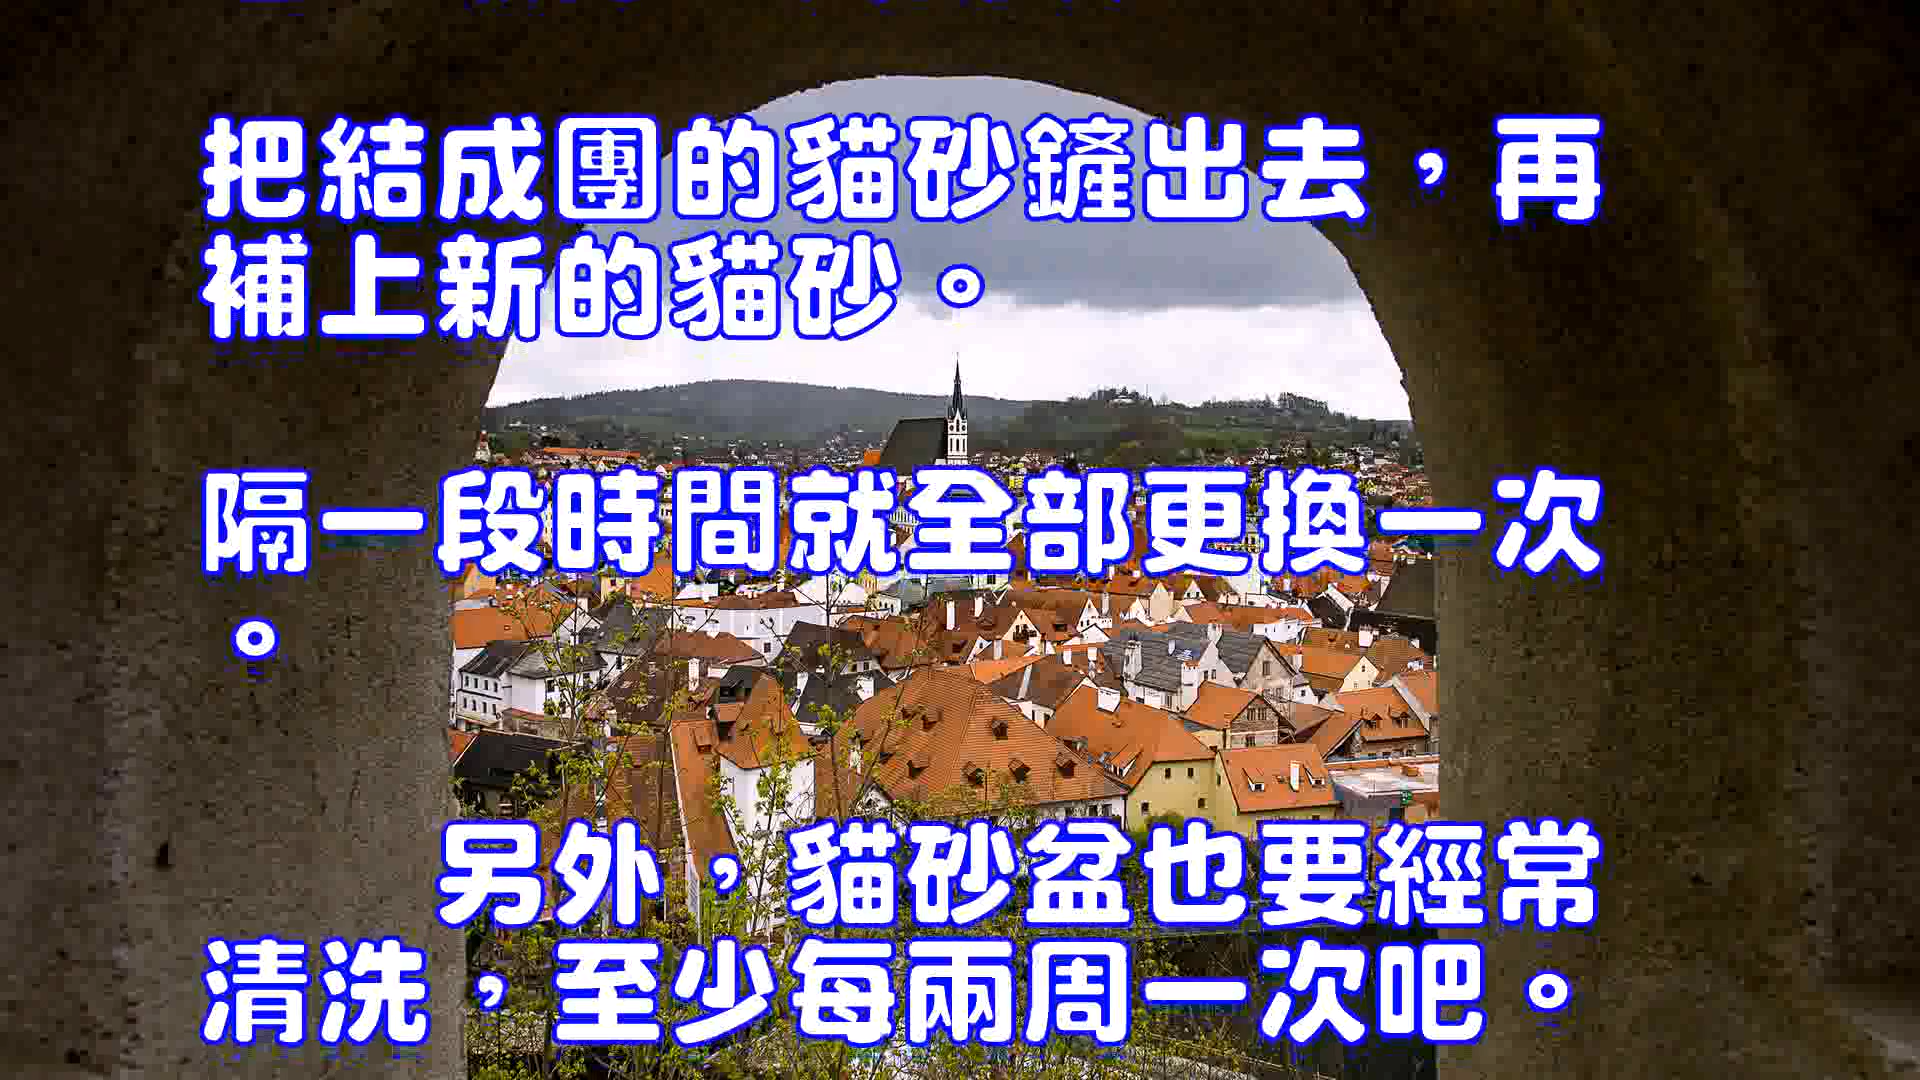 把結成團的貓砂鏟出去，再
補上新的貓砂。
隔一段時間就全部更換一次
。
另外，貓砂盆也要經常
清洗，至少每兩周一次吧。